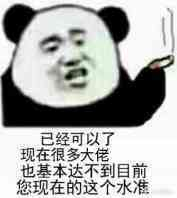 已经可以了
现在很多大佬
也基本达不到目前
您现在的这个水准